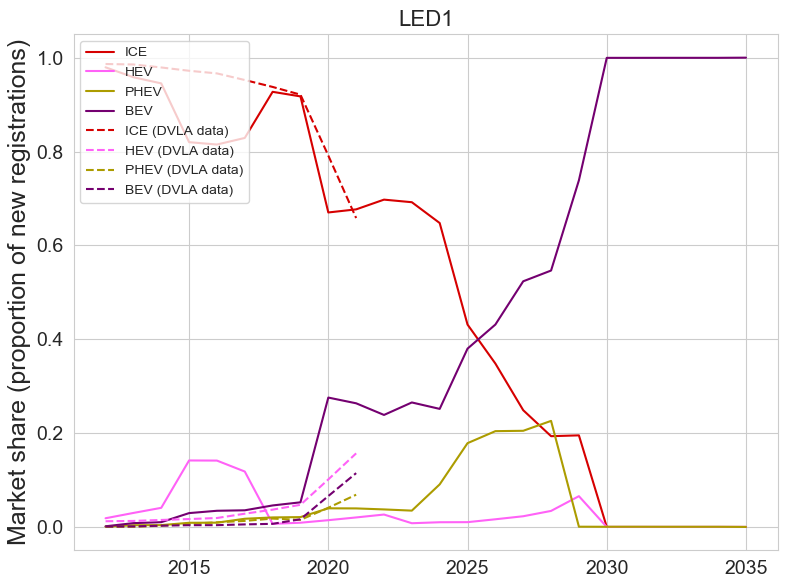 LED1
Market share (proportion of new registrations)
1.0
0.8
0.6
0.4
0.2
0.0
ICE
HEV
PHEV
BEV
ICE (DVLA data)
HEV (DVLA data)
PHEV (DVLA data)
BEV (DVLA data)
2015 2020 2025 2030 2035